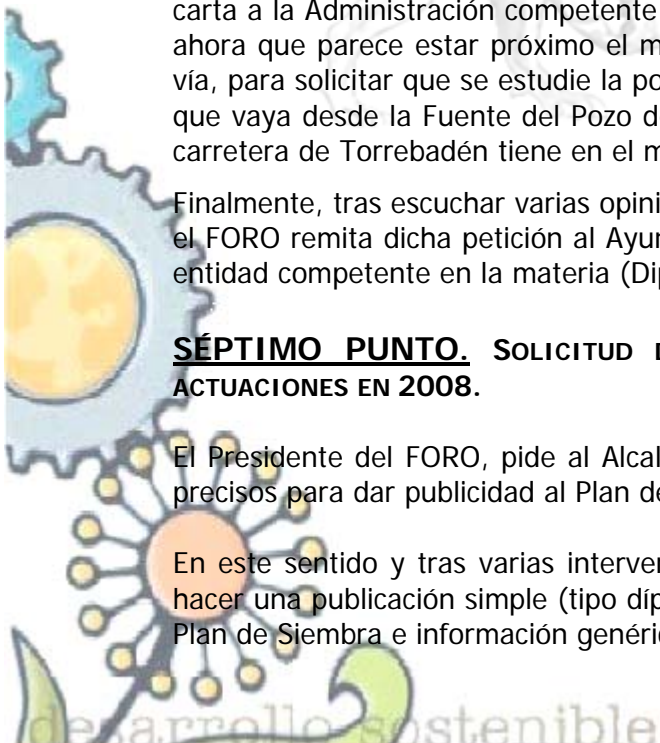 carta a la Administración competente
ahora que parece estar próximo el m
vía, para solicitar que se estudie la po
que vaya desde la Fuente del Pozo d
carretera de Torrebadén tiene en el m
Finalmente, tras escuchar varias opini
el FORO remita dicha petición al Ayun
entidad competente en la materia (Dip
SÉPTIMO PUNTO. SOLICITUD D
ACTUACIONES EN 2008.
El Presidente del FORO, pide al Alcal
precisos para dar publicidad al Plan de
En este sentido y tras varias interven
hacer una publicación simple (tipo díp
Plan de Siembra e información genéric
desarrollo sostenible